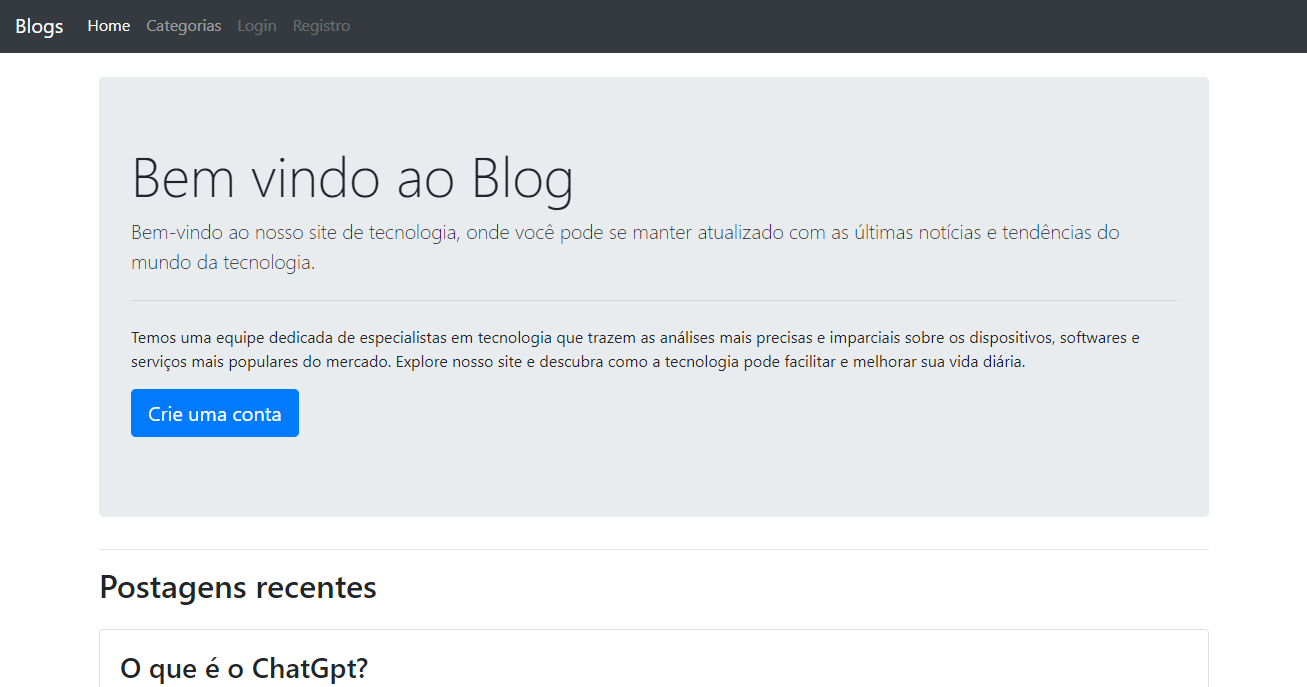 Blogs Home Categorias Login Registro
Bem vindo ao Blog
Bem-vindo ao nosso site de tecnologia, onde você pode se manter atualizado com as últimas notícias e tendências do
mundo da tecnologia.
Temos uma equipe dedicada de especialistas em tecnologia que trazem as análises mais precisas e imparciais sobre os dispositivos, softwares e
serviços mais populares do mercado. Explore nosso site e descubra como a tecnologia pode facilitar e melhorar sua vida diária.
Crie uma conta
Postagens recentes
O que é o ChatGpt?